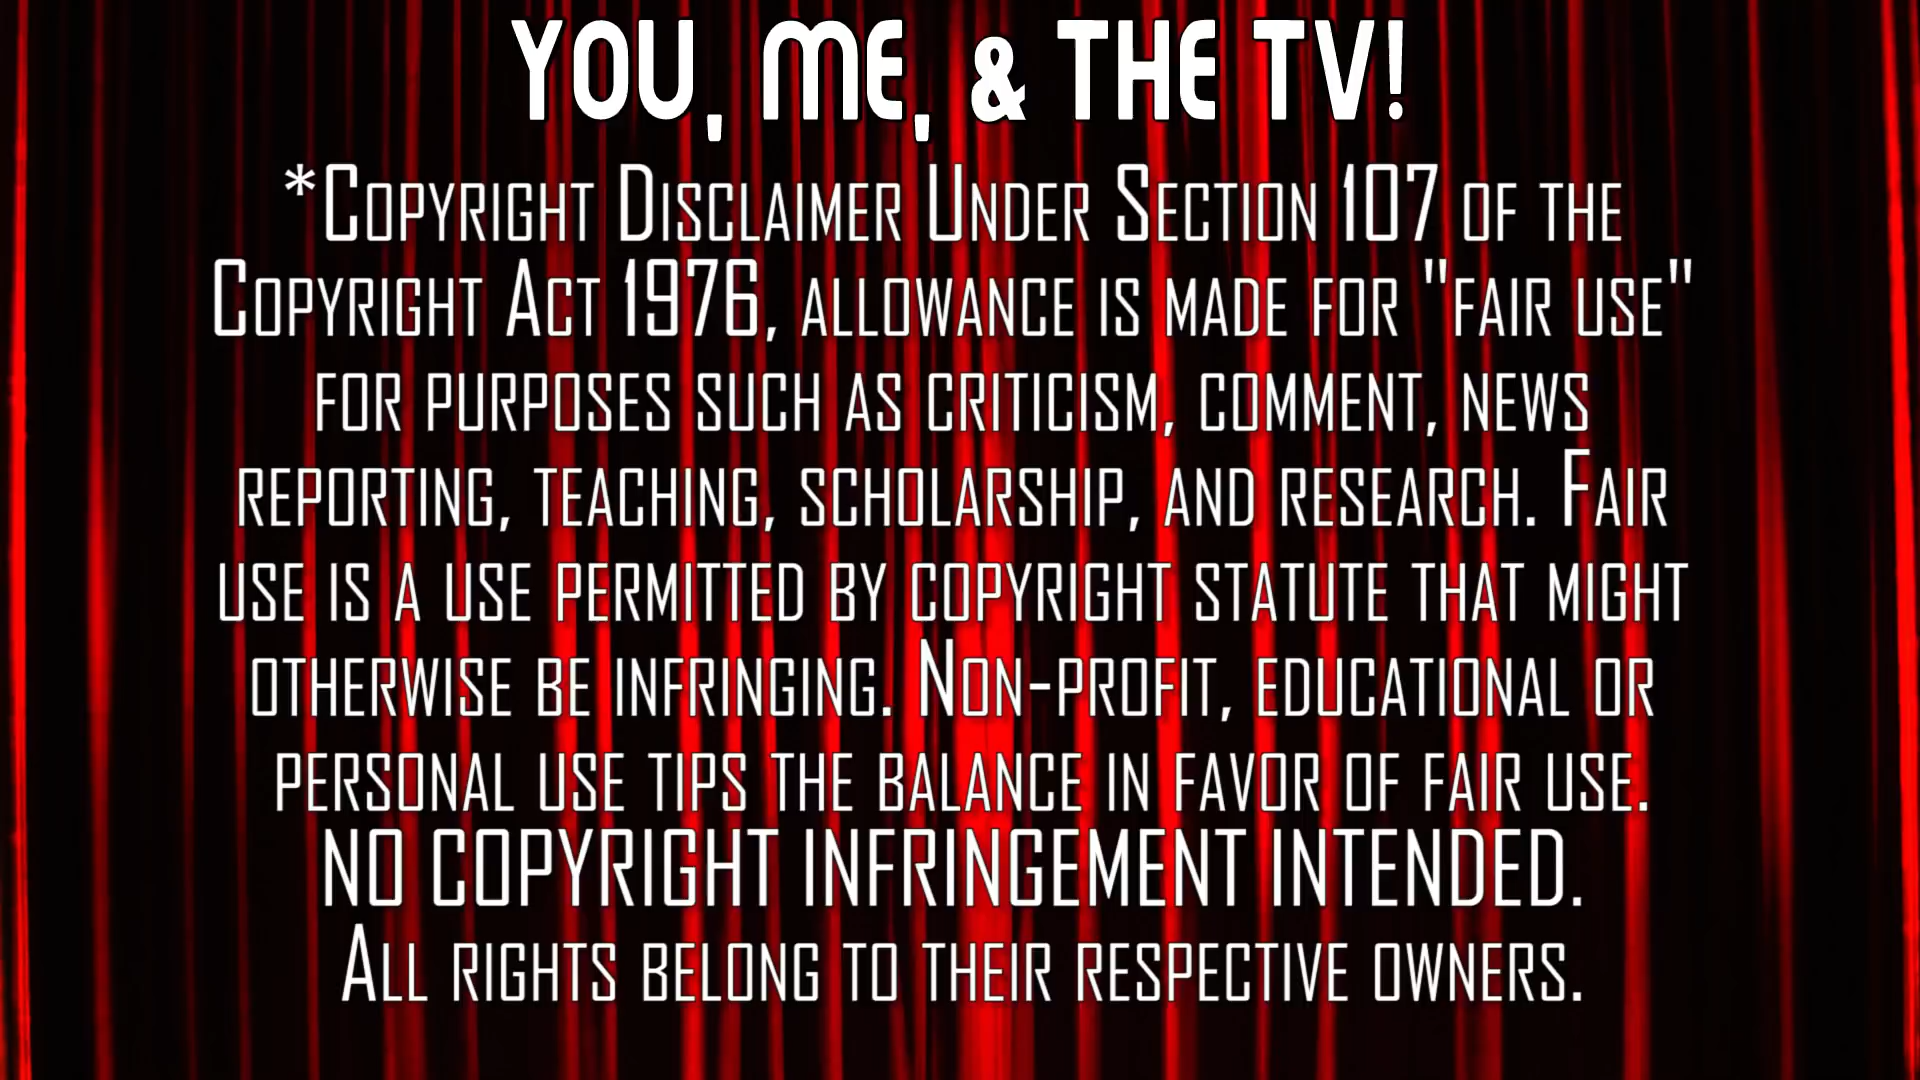 YOU, ME, & THE TV!
*Copyright Disclaimer Under Section 107 of the
Copyright Act 1976, allowance is made for "fair use"
for purposes such as criticism, comment, news
reporting, teaching, scholarship, and research. Fair
use is a use permitted by copyright statute that might
otherwise be infringing. Non-profit, educational or
personal use tips the balance in favor of fair use.
NO COPYRIGHT INFRINGEMENT INTENDED.
All rights belong to their respective owners.